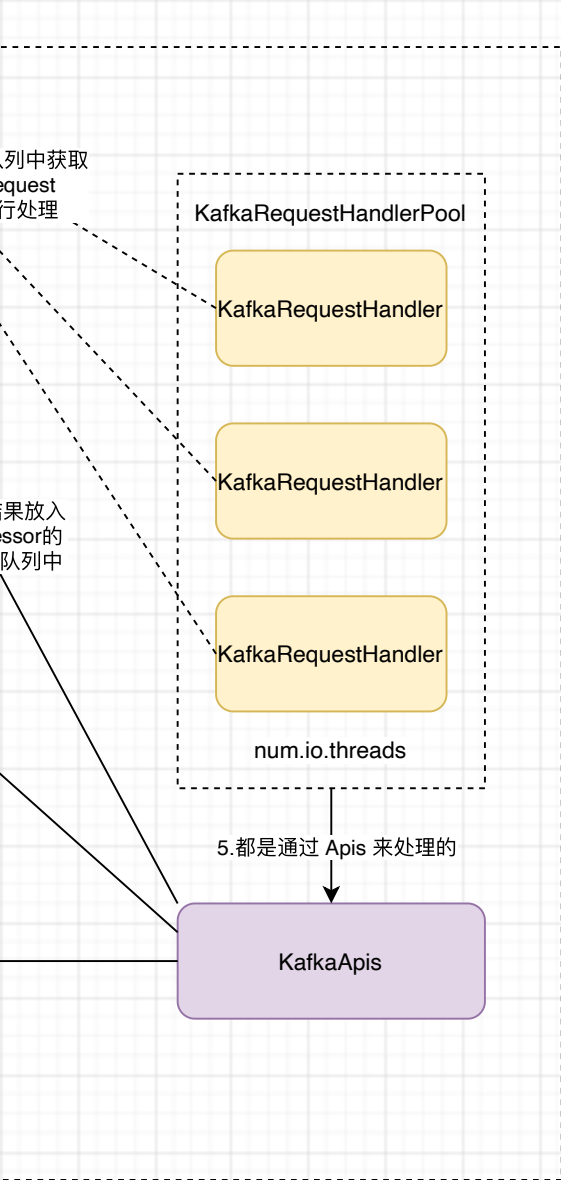 列中获取
equest
行处理
KafkaRequestHandlerPool
KafkaRequestHandler
KafkaRequestHandler
结果放入
essor的
队列中
KafkaRequestHandler
num.io.threads
5.都是通过 Apis 来处理的
KafkaApis